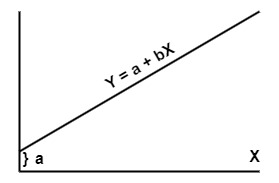 Y = a + bX
} a
X